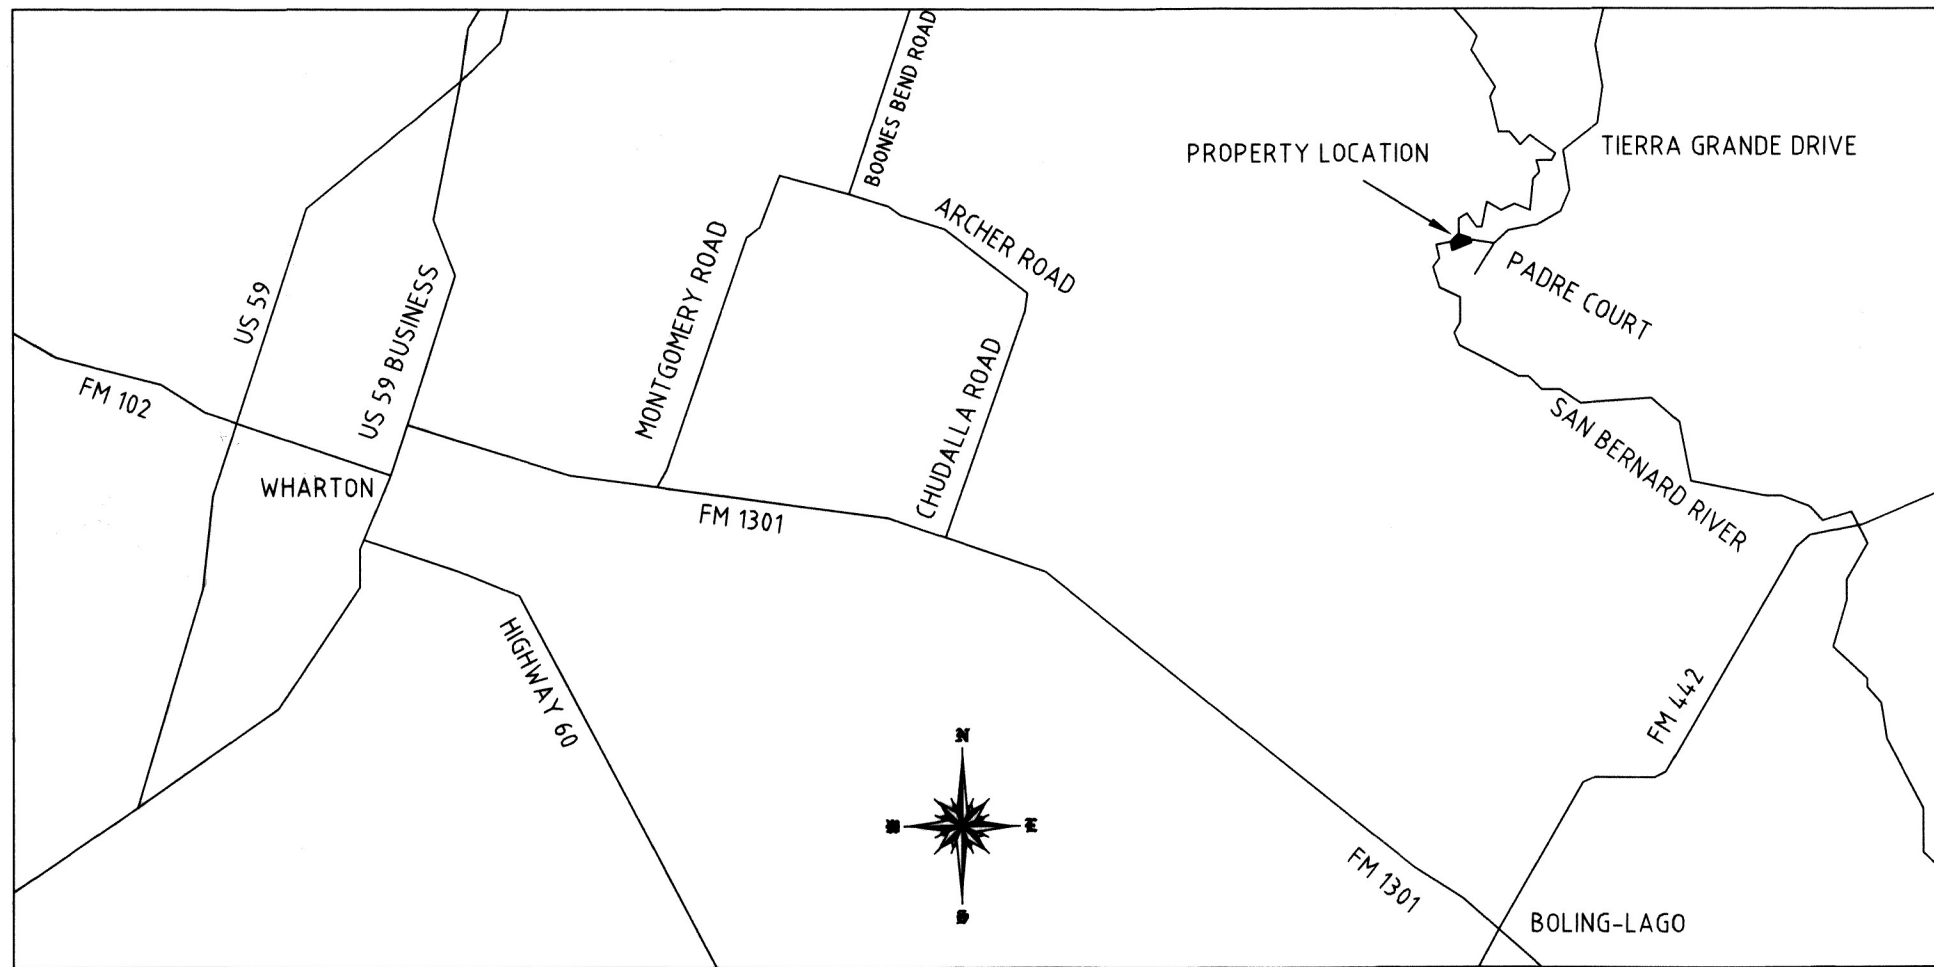 BOONES BEND ROAD
PROPERTY LOCATION
TIERRA GRANDE DRIVE
ARCHER ROAD
MONTGOMERY ROAD
PADRE COURT
US 59
US 59 BUSINESS
CHUDALLA ROAD
FM 102
WHARTON
FM 1301
SAN BERNARD RIVER
HIGHWAY 60
FM 442
N
W
E
S
FM 1301
BOLING-LAGO